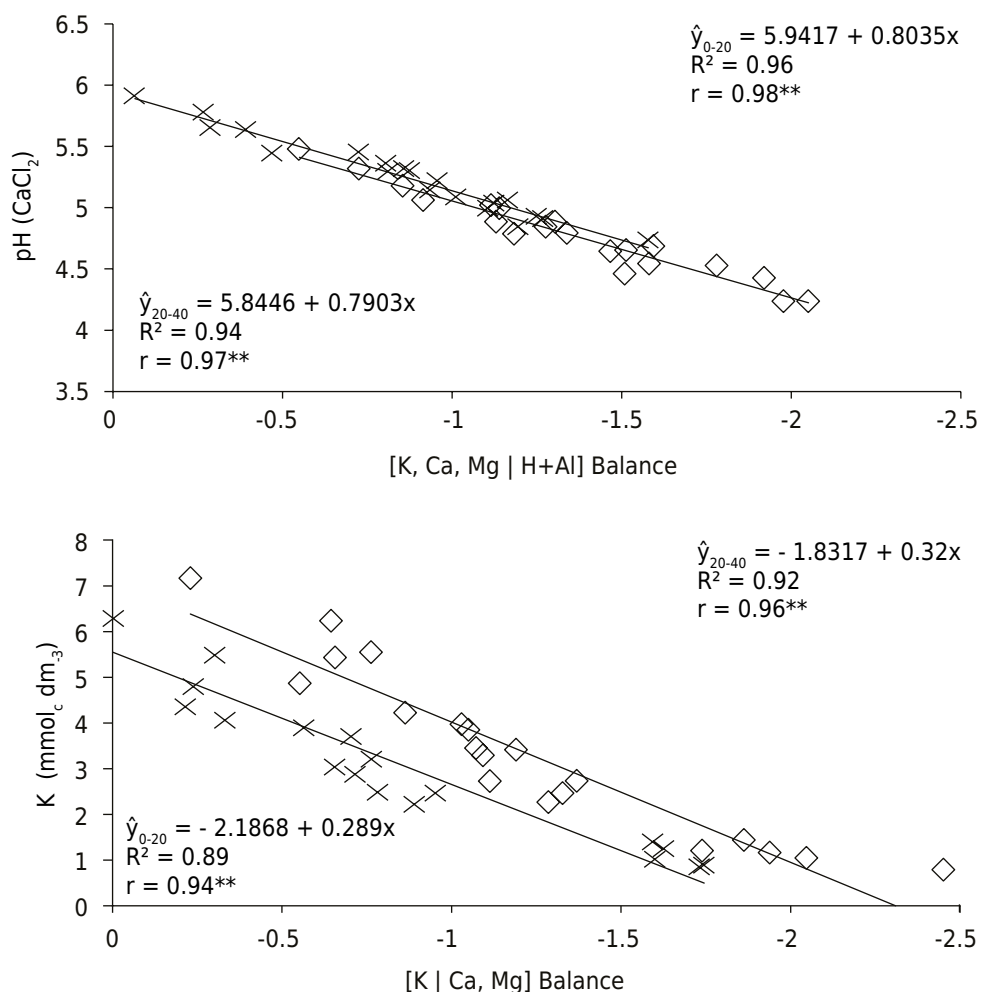 6.5
ŷ0-20 = 5.9417 + 0.8035x
R² = 0.96
r = 0.98**
6
5.5
5
4.5
4
3.5
pH (CaCl2)
ŷ20-40 = 5.8446 + 0.7903x
R² = 0.94
r = 0.97**
0 -0.5 -1 -1.5 -2 -2.5
[K, Ca, Mg | H+Al] Balance
8
7
6
5
4
3
2
1
0
K (mmolc dm-3)
ŷ20-40 = - 1.8317 + 0.32x
R² = 0.92
r = 0.96**
ŷ0-20 = - 2.1868 + 0.289x
R² = 0.89
r = 0.94**
0 -0.5 -1 -1.5 -2 -2.5
[K | Ca, Mg] Balance